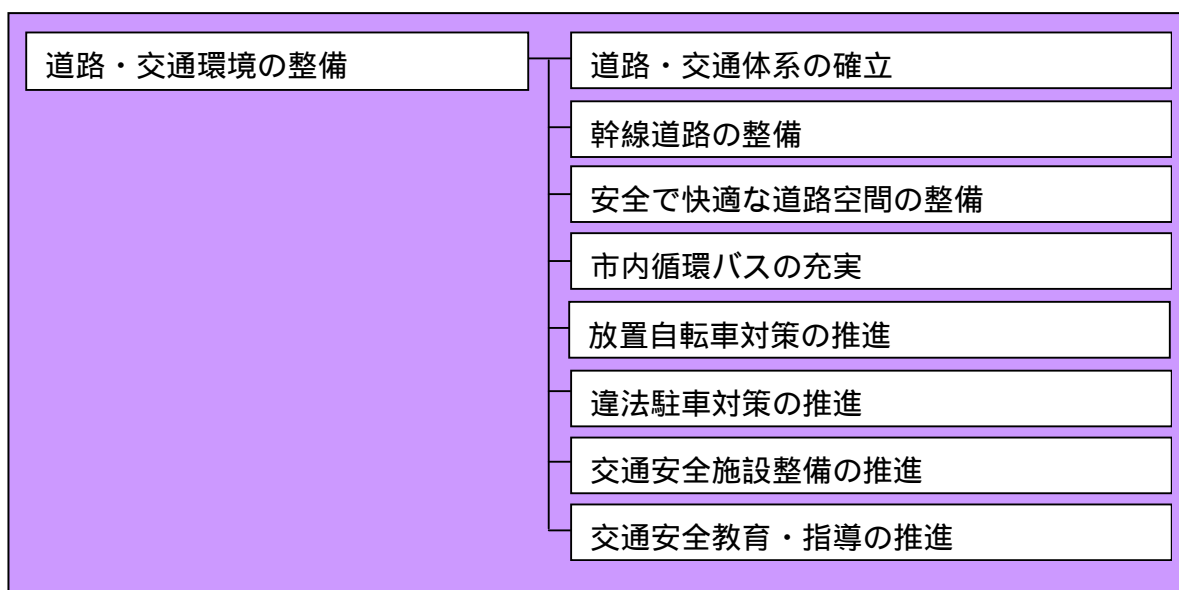 道路・交通環境の整備
道路・交通体系の確立
幹線道路の整備
安全で快適な道路空間の整備
市内循環バスの充実
放置自転車対策の推進
違法駐車対策の推進
交通安全施設整備の推進
交通安全教育・指導の推進